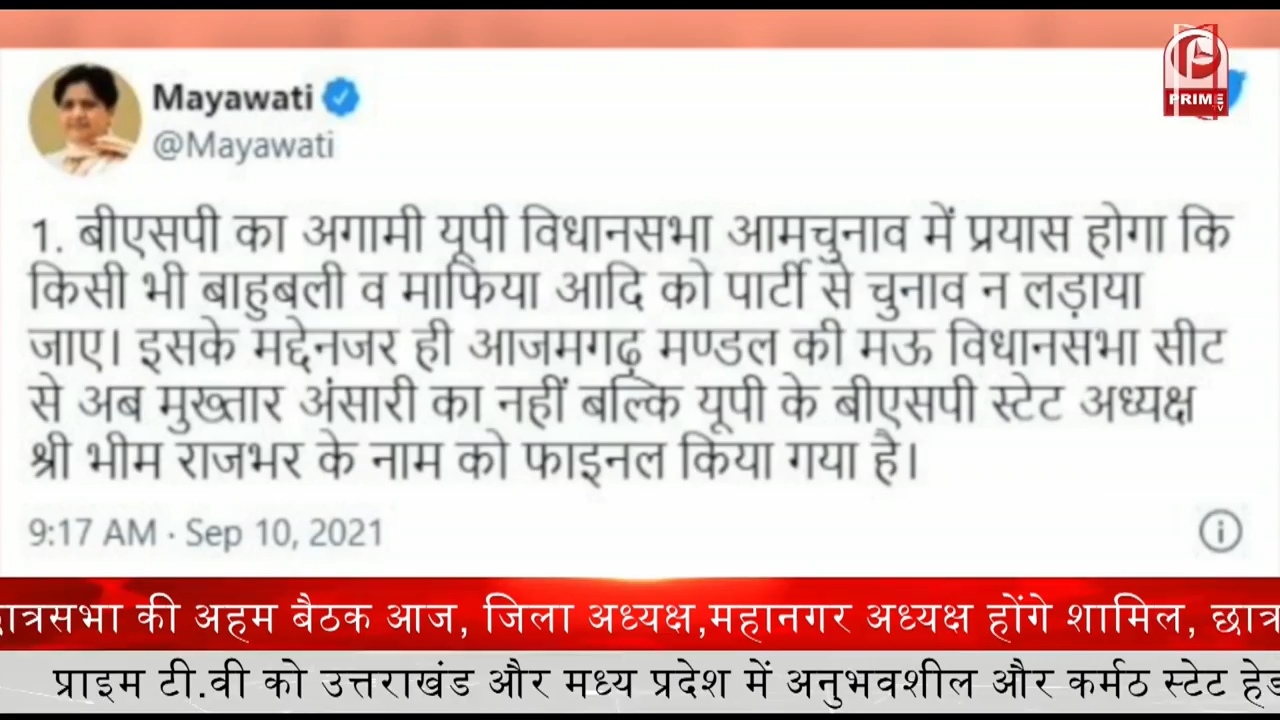 Mayawati
@Mayawati
PRIME
TV
1. बीएसपी का अगामी यूपी विधानसभा आमचुनाव में प्रयास होगा कि
किसी भी बाहुबली व माफिया आदि को पार्टी से चुनाव न लड़ाया
जाए। इसके मद्देनजर ही आजमगढ़ मण्डल की मऊ विधानसभा सीट
से अब मुख्तार अंसारी का नहीं बल्कि यूपी के बीएसपी स्टेट अध्यक्ष
श्री भीम राजभर के नाम को फाइनल किया गया है।
9:17 AM · Sep 10, 2021
की अहम बैठक आज, जिला अध्यक्ष,महानगर अध्यक्ष होंगे शामिल,
प्राइम टी.वी को उत्तराखंड और मध्य प्रदेश में अनुभवशील और कर्मठ स्टेट